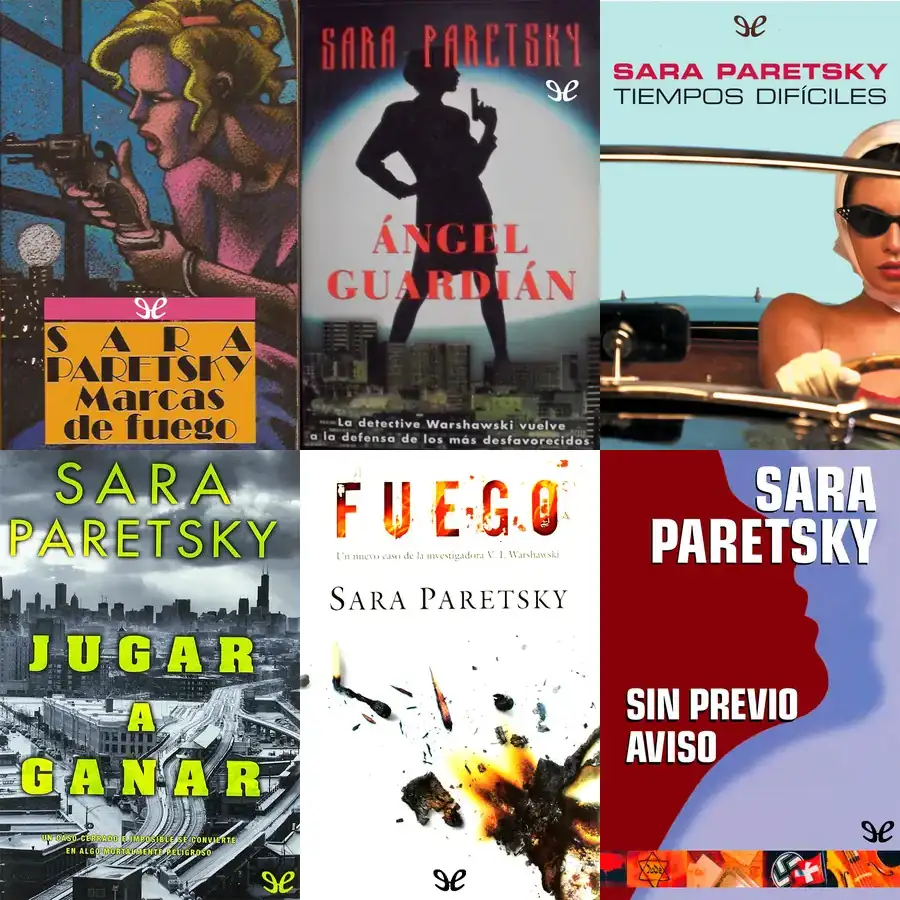 S A R A
PARETSKY
Marcas
de fuego
SARA PARETSKY
ÁNGEL
GUARDIÁN
La detective Warshawski vuelve
a la defensa de los más desfavorecidos
SARA PARETSKY
TIEMPOS DIFÍCILES
SARA
PARETSKY
JUGAR
A
GANAR
UN CASO CERRADO E IMPOSIBLE SE CONVIERTE
EN ALGO MORTALMENTE PELIGROSO
FUEGO
Un nuevo caso de la investigadora V. I. Warshawski
SARA PARETSKY
SARA
PARETSKY
SIN PREVIO
AVISO
Jude